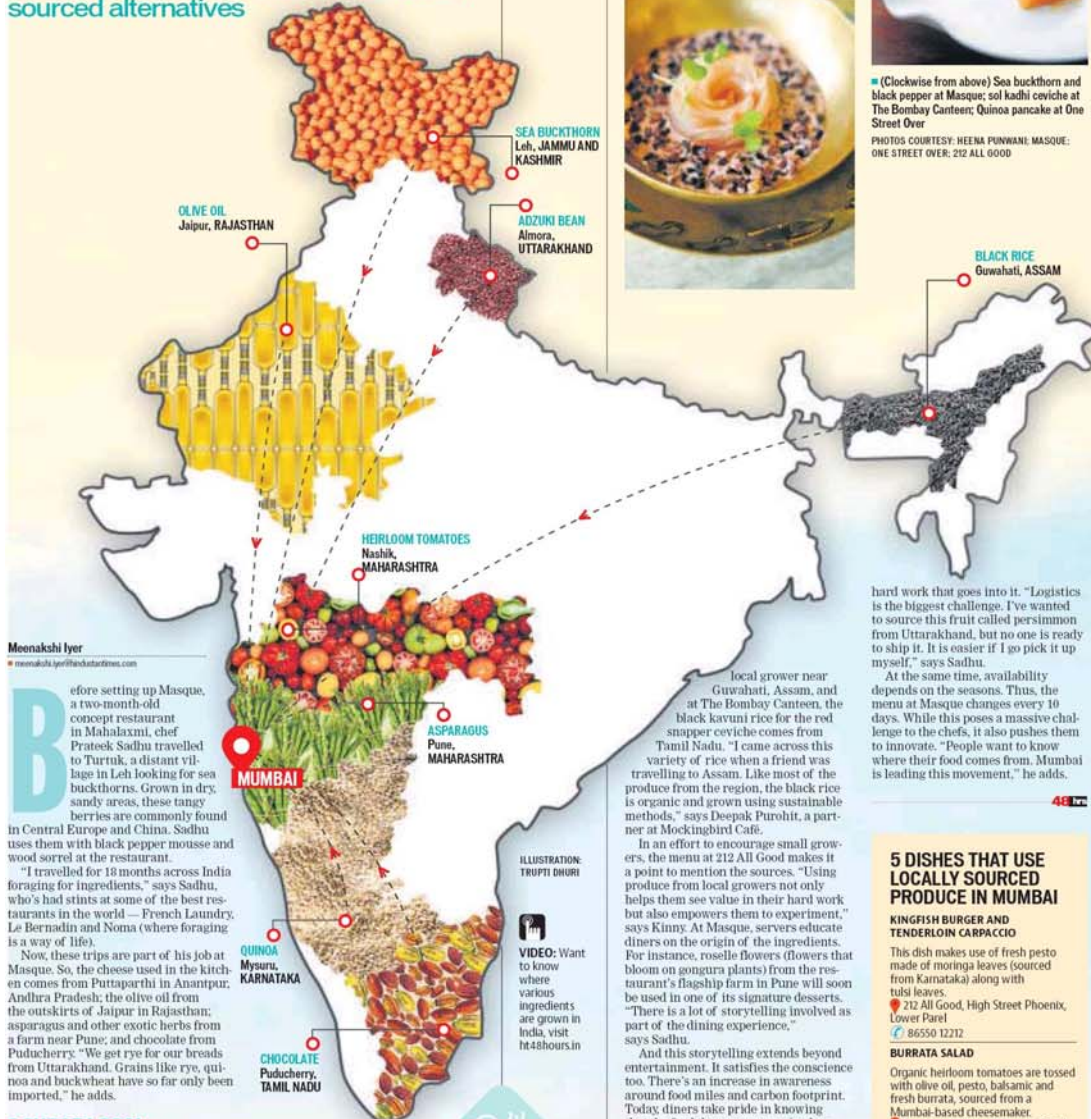 sourced alternatives
(Clockwise from above) Sea buckthorn and
black pepper at Masque; sol kadhi ceviche at
The Bombay Canteen; Quinoa pancake at One
Street Over
PHOTOS COURTESY: HEENA PUNWANI; MASQUE;
ONE STREET OVER; 212 ALL GOOD
SEA BUCKTHORN
Leh, JAMMU AND
KASHMIR
OLIVE OIL
Jaipur, RAJASTHAN
ADZUKI BEAN
Almora,
UTTARAKHAND
BLACK RICE
Guwahati, ASSAM
HEIRLOOM TOMATOES
Nashik,
MAHARASHTRA
ASPARAGUS
Pune,
MAHARASHTRA
MUMBAI
QUINOA
Mysuru,
KARNATAKA
CHOCOLATE
Puducherry,
TAMIL NADU
ILLUSTRATION:
TRUPTI DHURI
VIDEO: Want
to know
where
various
ingredients
are grown in
India, visit
ht48hours.in
Meenakshi Iyer
meenakshi.iyer@hindustantimes.com
Before setting up Masque,
a two-month-old
concept restaurant
in Mahalaxmi, chef
Prateek Sadhu travelled
to Turtuk, a distant vil-
lage in Leh looking for sea
buckthorns. Grown in dry,
sandy areas, these tangy
berries are commonly found
in Central Europe and China. Sadhu
uses them with black pepper mousse and
wood sorrel at the restaurant.
"I travelled for 18 months across India
foraging for ingredients," says Sadhu,
who's had stints at some of the best res-
taurants in the world — French Laundry,
Le Bernadin and Noma (where foraging
is a way of life).
Now, these trips are part of his job at
Masque. So, the cheese used in the kitch-
en comes from Puttaparthi in Anantpur,
Andhra Pradesh; the olive oil from
the outskirts of Jaipur in Rajasthan;
asparagus and other exotic herbs from
a farm near Pune; and chocolate from
Puducherry. "We get rye for our breads
from Uttarakhand. Grains like rye, qui-
noa and buckwheat have so far only been
imported," he adds.
local grower near
Guwahati, Assam, and
at The Bombay Canteen, the
black kavuni rice for the red
snapper ceviche comes from
Tamil Nadu. "I came across this
variety of rice when a friend was
travelling to Assam. Like most of the
produce from the region, the black rice
is organic and grown using sustainable
methods," says Deepak Purohit, a part-
ner at Mockingbird Café.
In an effort to encourage small grow-
ers, the menu at 212 All Good makes it
a point to mention the sources. "Using
produce from local growers not only
helps them see value in their hard work
but also empowers them to experiment,"
says Kinny. At Masque, servers educate
diners on the origin of the ingredients.
For instance, roselle flowers (flowers that
bloom on gongura plants) from the res-
taurant's flagship farm in Pune will soon
be used in one of its signature desserts.
"There is a lot of storytelling involved as
part of the dining experience,"
says Sadhu.
And this storytelling extends beyond
entertainment. It satisfies the conscience
too. There's an increase in awareness
around food miles and carbon footprint.
Today, diners take pride in knowing
hard work that goes into it. "Logistics
is the biggest challenge. I've wanted
to source this fruit called persimmon
from Uttarakhand, but no one is ready
to ship it. It is easier if I go pick it up
myself," says Sadhu.
At the same time, availability
depends on the seasons. Thus, the
menu at Masque changes every 10
days. While this poses a massive chal-
lenge to the chefs, it also pushes them
to innovate. "People want to know
where their food comes from. Mumbai
is leading this movement," he adds.
48 hrs
5 DISHES THAT USE
LOCALLY SOURCED
PRODUCE IN MUMBAI
KINGFISH BURGER AND
TENDERLOIN CARPACCIO
This dish makes use of fresh pesto
made of moringa leaves (sourced
from Karnataka) along with
tulsi leaves.
212 All Good, High Street Phoenix,
Lower Parel
86550 12212
BURRATA SALAD
Organic heirloom tomatoes are tossed
with olive oil, pesto, balsamic and
fresh burrata, sourced from a
Mumbai-based cheesemaker.